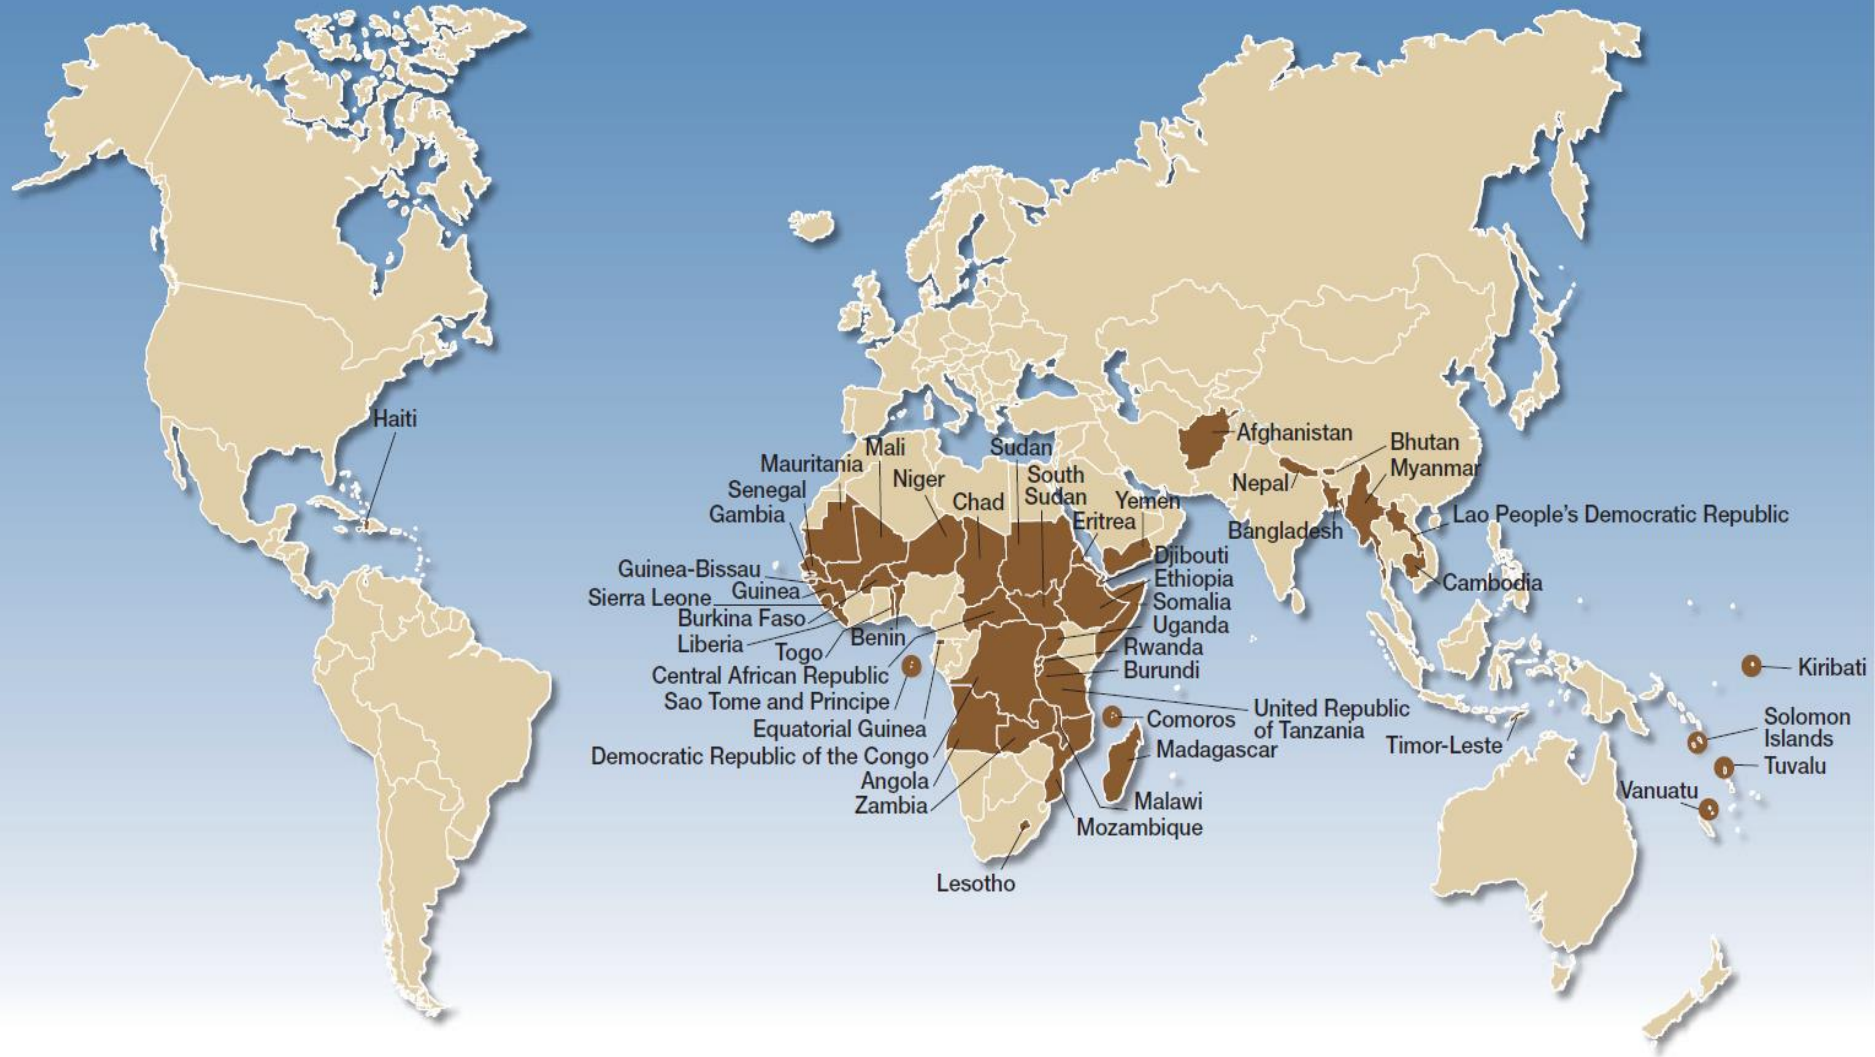 Haiti
Mali
Sudan
Mauritania
Niger
South
Sudan
Senegal
Chad
Yemen
Gambia
Eritrea
Guinea-Bissau
Guinea
Sierra Leone
Burkina Faso
Liberia
Togo
Benin
Central African Republic
Sao Tome and Principe
Equatorial Guinea
Democratic Republic of the Congo
Angola
Zambia
Lesotho
Djibouti
Ethiopia
Somalia
Uganda
Rwanda
Burundi
United Republic
of Tanzania
Comoros
Madagascar
Malawi
Mozambique
Afghanistan
Bhutan
Myanmar
Nepal
Bangladesh
Lao People’s Democratic Republic
Cambodia
Timor-Leste
Kiribati
Solomon
Islands
Tuvalu
Vanuatu